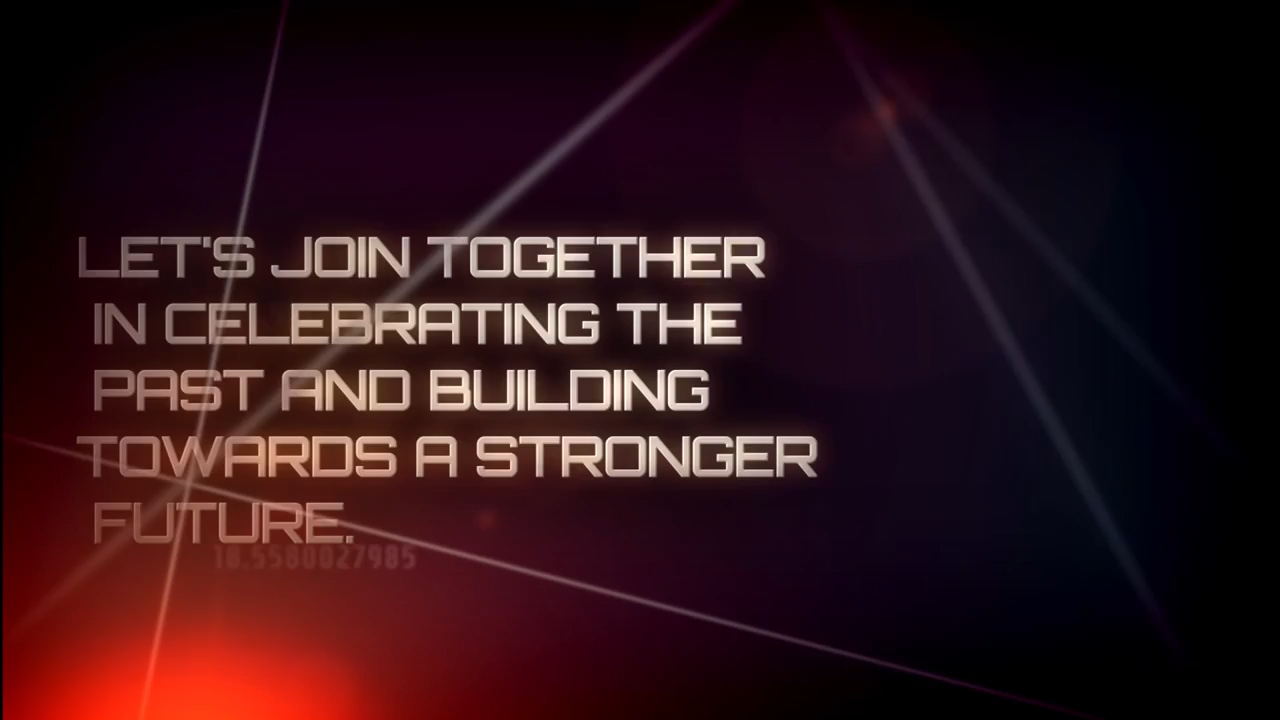 LET'S JOIN TOGETHER
IN CELEBRATING THE
PAST AND BUILDING
TOWARDS A STRONGER
FUTURE.